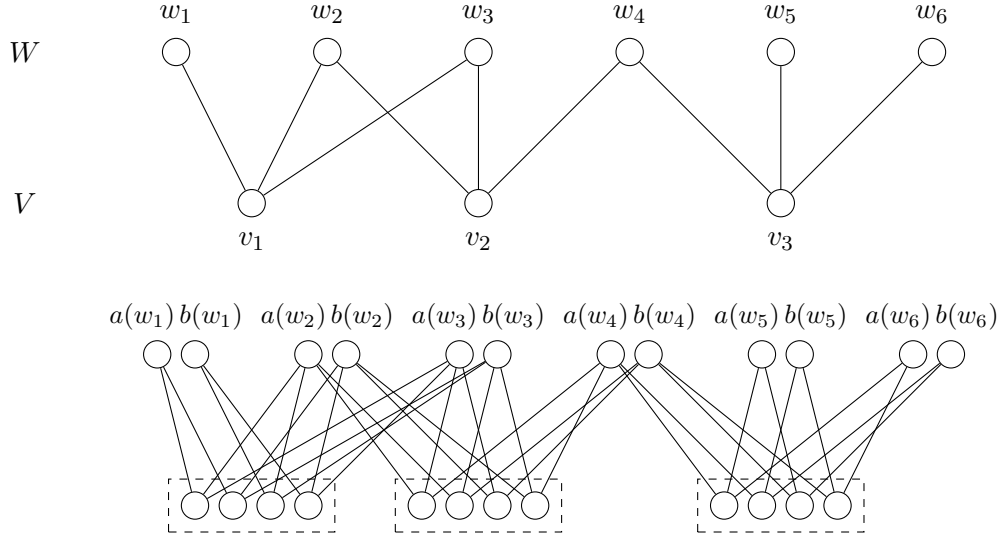 w₁ w₂ w₃ w₄ w₅ w₆
W
V
v₁ v₂ v₃
a(w₁) b(w₁) a(w₂) b(w₂) a(w₃) b(w₃) a(w₄) b(w₄) a(w₅) b(w₅) a(w₆) b(w₆)